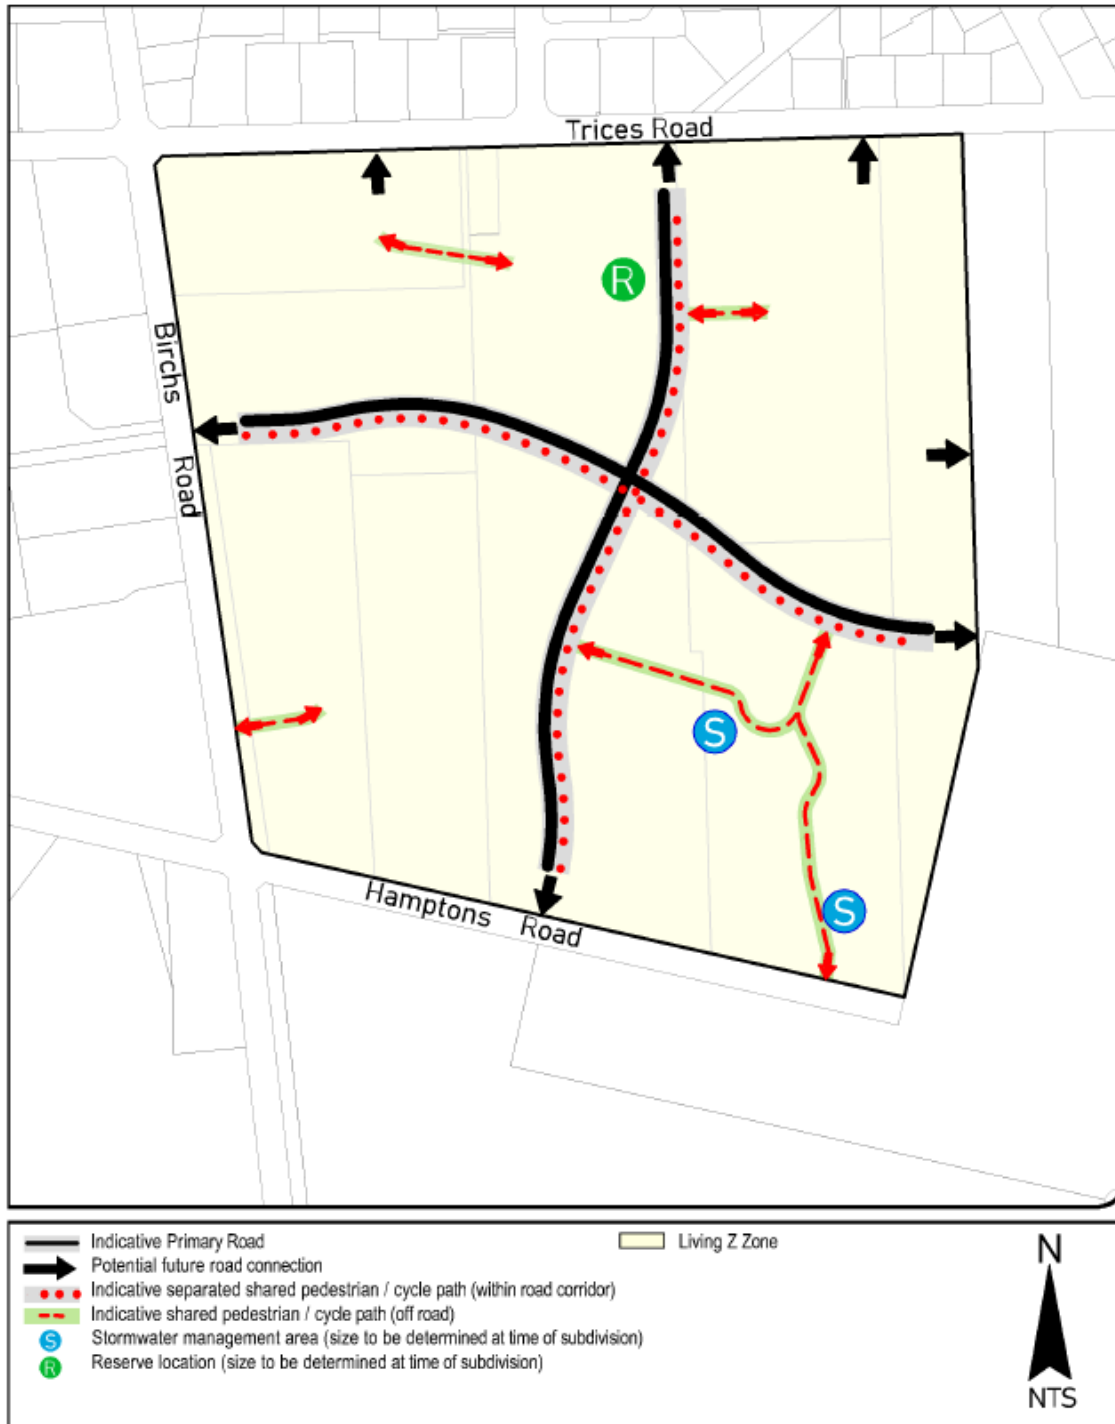 Trices Road
R
Birchs
Road
S
S
Hamptons Road
Indicative Primary Road
Living Z Zone
Potential future road connection
Indicative separated shared pedestrian / cycle path (within road corridor)
Indicative shared pedestrian / cycle path (off road)
S Stormwater management area (size to be determined at time of subdivision)
R Reserve location (size to be determined at time of subdivision)
N
NTS